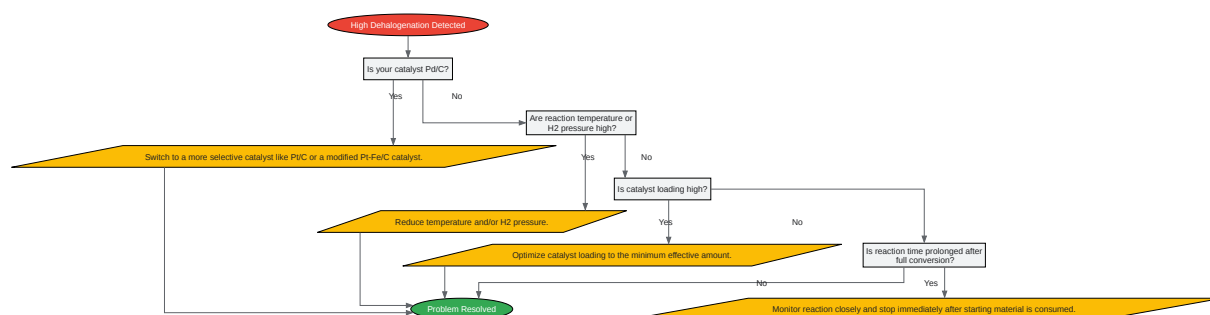 High Dehalogenation Detected
Is your catalyst Pd/C?
Yes
No
Are reaction temperature or
H2 pressure high?
Switch to a more selective catalyst like Pt/C or a modified Pt-Fe/C catalyst.
Yes
No
Is catalyst loading high?
Reduce temperature and/or H2 pressure.
Yes
No
Optimize catalyst loading to the minimum effective amount.
Is reaction time prolonged after
full conversion?
No
Yes
Problem Resolved
Monitor reaction closely and stop immediately after starting material is consumed.